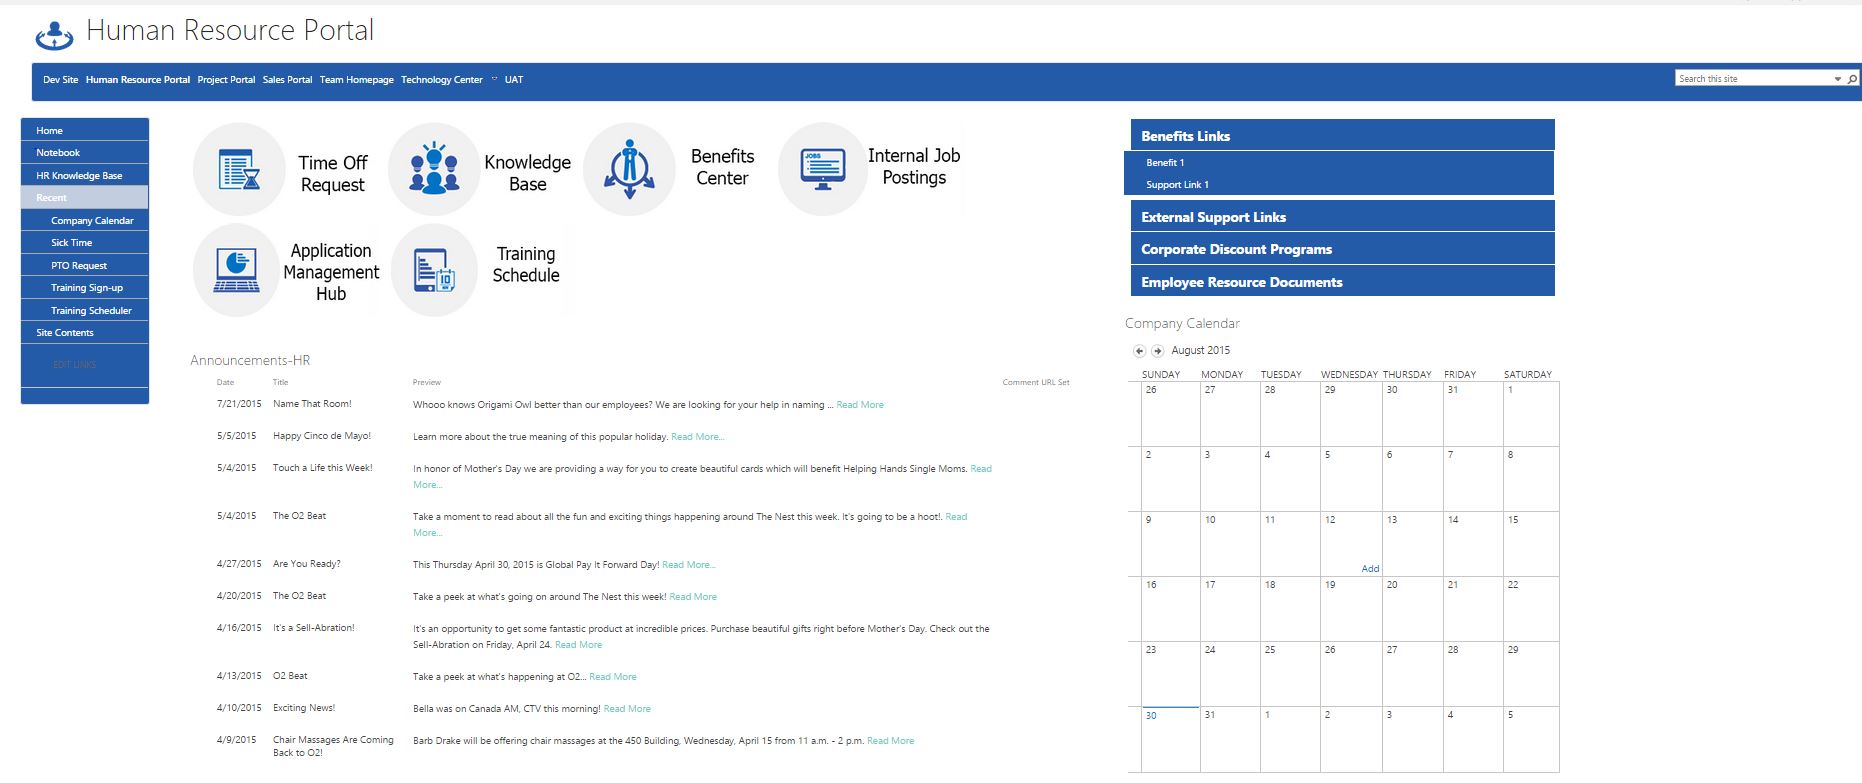 Human Resource Portal
Dev Site Human Resource Portal Project Portal Sales Portal Team Homepage Technology Center UAT
Search this site
Home
Notebook
HR Knowledge Base
Recent
Company Calendar
Sick Time
PTO Request
Training Sign-up
Training Scheduler
Site Contents
EDIT LINKS
Time Off
Request
Knowledge
Base
Benefits
Center
JOBS
Internal Job
Postings
Application
Management
Hub
10
Training
Schedule
Announcements-HR
Date Title Preview Comment URL Set
7/21/2015 Name That Room! Whooo knows Origami Owl better than our employees? We are looking for your help in naming ... Read More
5/5/2015 Happy Cinco de Mayo! Learn more about the true meaning of this popular holiday. Read More...
5/4/2015 Touch a Life this Week! In honor of Mother's Day we are providing a way for you to create beautiful cards which will benefit Helping Hands Single Moms. Read
More...
5/4/2015 The O2 Beat Take a moment to read about all the fun and exciting things happening around The Nest this week. It's going to be a hoot!. Read
More...
4/27/2015 Are You Ready? This Thursday April 30, 2015 is Global Pay It Forward Day! Read More...
4/20/2015 The O2 Beat Take a peek at what's going on around The Nest this week! Read More
4/16/2015 It's a Sell-Abration! It's an opportunity to get some fantastic product at incredible prices. Purchase beautiful gifts right before Mother's Day. Check out the
Sell-Abration on Friday, April 24. Read More
4/13/2015 O2 Beat Take a peek at what's happening at O2... Read More
4/10/2015 Exciting News! Bella was on Canada AM, CTV this morning! Read More
4/9/2015 Chair Massages Are Coming Barb Drake will be offering chair massages at the 450 Building, Wednesday, April 15 from 11 a.m. - 2 p.m. Read More
Back to O2!
Benefits Links
Benefit 1
Support Link 1
External Support Links
Corporate Discount Programs
Employee Resource Documents
Company Calendar
August 2015
SUNDAY MONDAY TUESDAY WEDNESDAY THURSDAY FRIDAY SATURDAY
26 27 28 29 30 31 1
2 3 4 5 6 7 8
9 10 11 12 13 14 15
Add
16 17 18 19 20 21 22
23 24 25 26 27 28 29
30 31 1 2 3 4 5